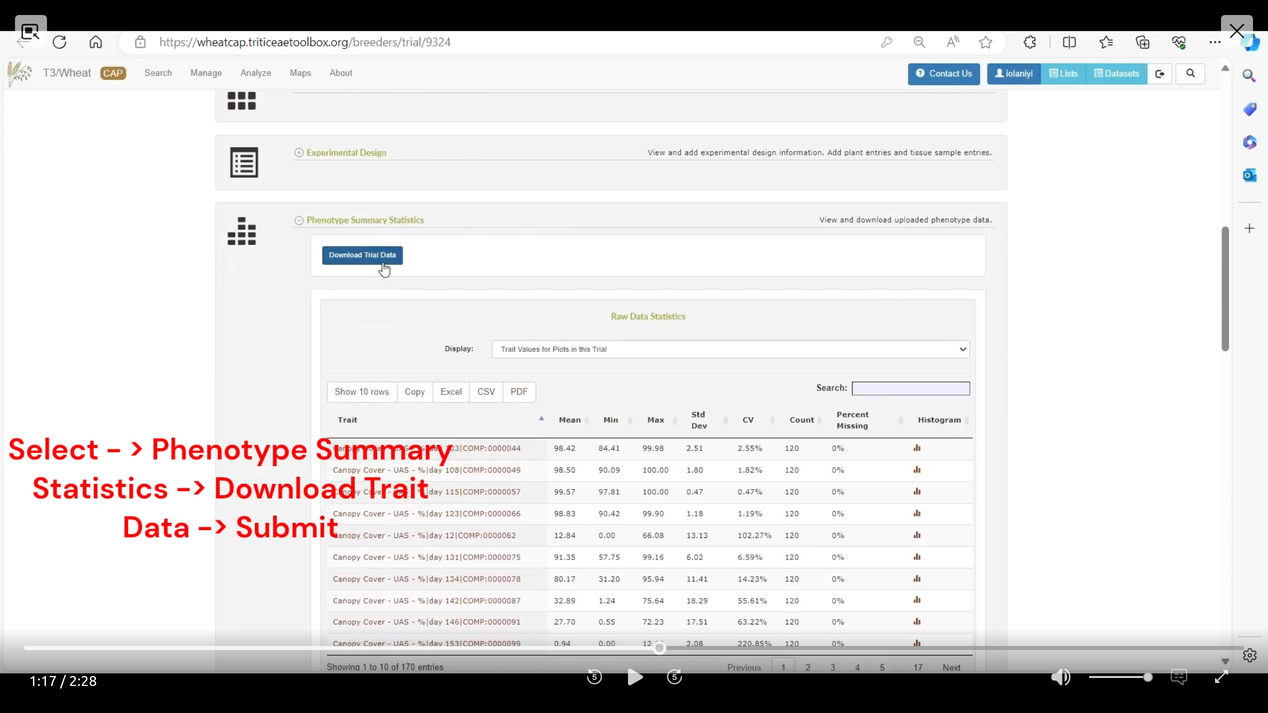 https://wheatcap.triticeaetoolbox.org/breeders/trial/9324
T3/Wheat CAP Search Manage Analyze Maps About Contact Us iolaniyi Lists Datasets
Experimental Design View and add experimental design information. Add plant entries and tissue sample entries.
Phenotype Summary Statistics View and download uploaded phenotype data.
Download Trial Data
Raw Data Statistics
Display: Trait Values for Plots in this Trial
Show 10 rows Copy Excel CSV PDF Search:
Trait Mean Min Max Std Dev CV Count Percent Missing Histogram
103|COMP:0000044 98.42 84.41 99.98 2.51 2.55% 120 0%
Canopy Cover - UAS - %|day 108|COMP:0000049 98.50 90.09 100.00 1.80 1.82% 120 0%
Canopy Cover - UAS - %|day 115|COMP:0000057 99.57 97.81 100.00 0.47 0.47% 120 0%
Canopy Cover - UAS - %|day 123|COMP:0000066 98.83 90.42 99.90 1.18 1.19% 120 0%
Canopy Cover - UAS - %|day 12|COMP:0000062 12.84 0.00 66.08 13.13 102.27% 120 0%
Canopy Cover - UAS - %|day 131|COMP:0000075 91.35 57.75 99.16 6.02 6.59% 120 0%
Canopy Cover - UAS - %|day 134|COMP:0000078 80.17 31.20 95.94 11.41 14.23% 120 0%
Canopy Cover - UAS - %|day 142|COMP:0000087 32.89 1.24 75.64 18.29 55.61% 120 0%
Canopy Cover - UAS - %|day 146|COMP:0000091 27.70 0.55 72.23 17.51 63.22% 120 0%
Canopy Cover - UAS - %|day 153|COMP:0000099 0.94 0.00 2.08 220.85% 120 0%
Showing 1 to 10 of 170 entries Previous 1 2 3 4 5 … 17 Next
Select - > Phenotype Summary
Statistics -> Download Trait
Data -> Submit
1:17 / 2:28
5 5